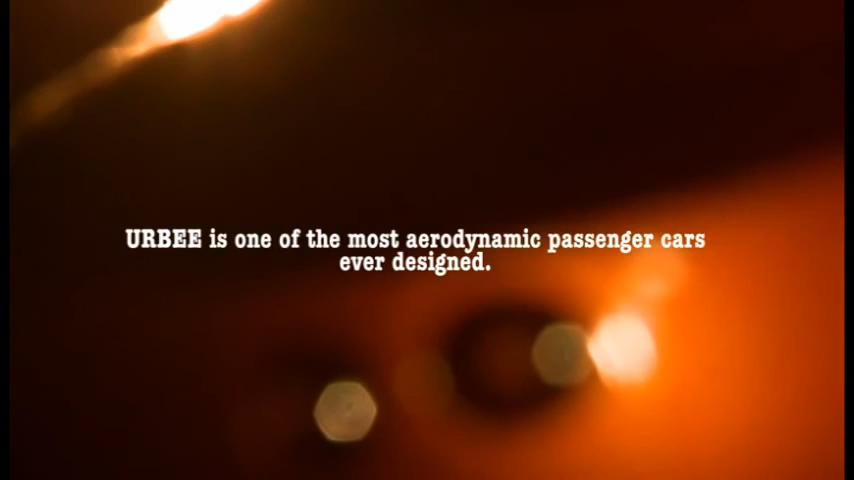 URBEE is one of the most aerodynamic passenger cars
ever designed.